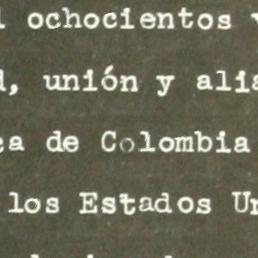 l ochocientos v
d, unión y alia
ca de Colombia
los Estados Un